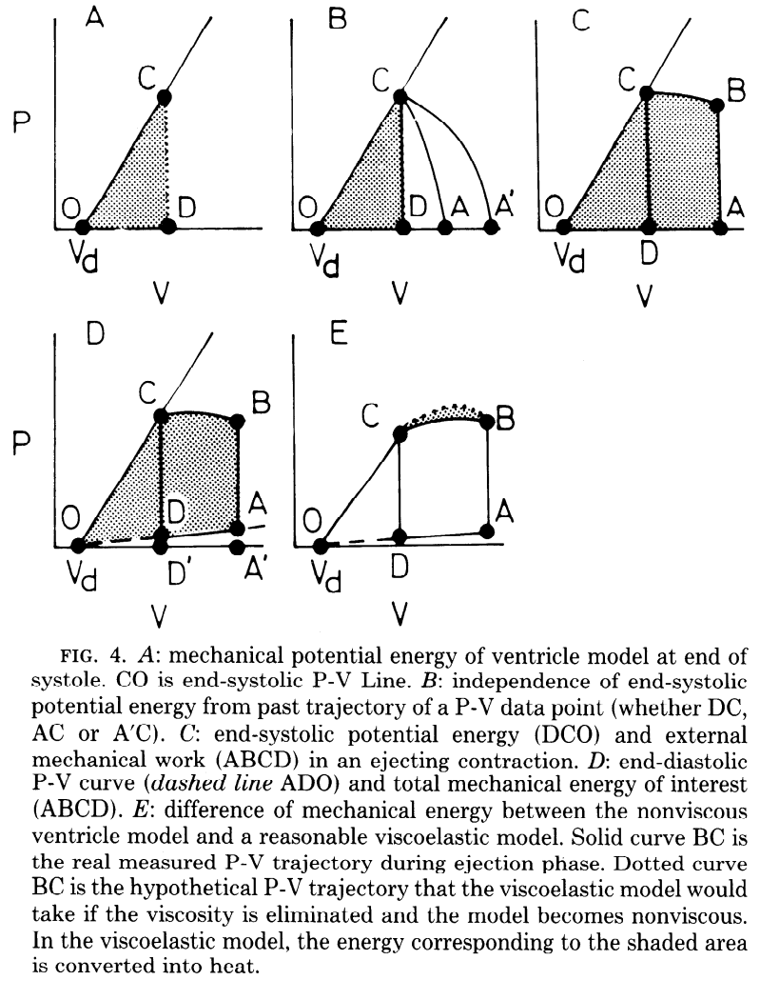 A
B
C
C
C
C
B
P
O
D
O
D
A
A'
O
A
Vd
Vd
Vd
D
V
V
V
D
E
C
B
C
B
P
O
D
A
O
A
Vd
D'
A'
Vd
D
V
V
FIG. 4. A: mechanical potential energy of ventricle model at end of
systole. CO is end-systolic P-V Line. B: independence of end-systolic
potential energy from past trajectory of a P-V data point (whether DC,
AC or A'C). C: end-systolic potential energy (DCO) and external
mechanical work (ABCD) in an ejecting contraction. D: end-diastolic
P-V curve (dashed line ADO) and total mechanical energy of interest
(ABCD). E: difference of mechanical energy between the nonviscous
ventricle model and a reasonable viscoelastic model. Solid curve BC is
the real measured P-V trajectory during ejection phase. Dotted curve
BC is the hypothetical P-V trajectory that the viscoelastic model would
take if the viscosity is eliminated and the model becomes nonviscous.
In the viscoelastic model, the energy corresponding to the shaded area
is converted into heat.